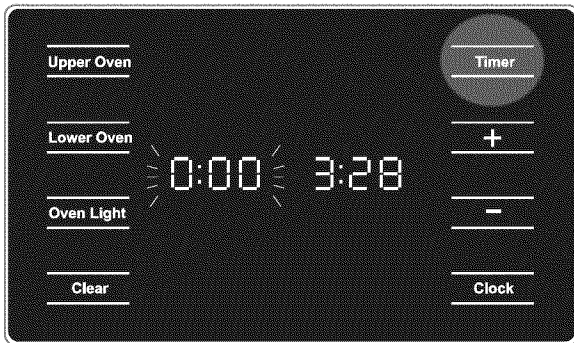 Upper Oven
Timer
Lower Oven
+
0:00 3:28
Oven Light
-
Clear
Clock